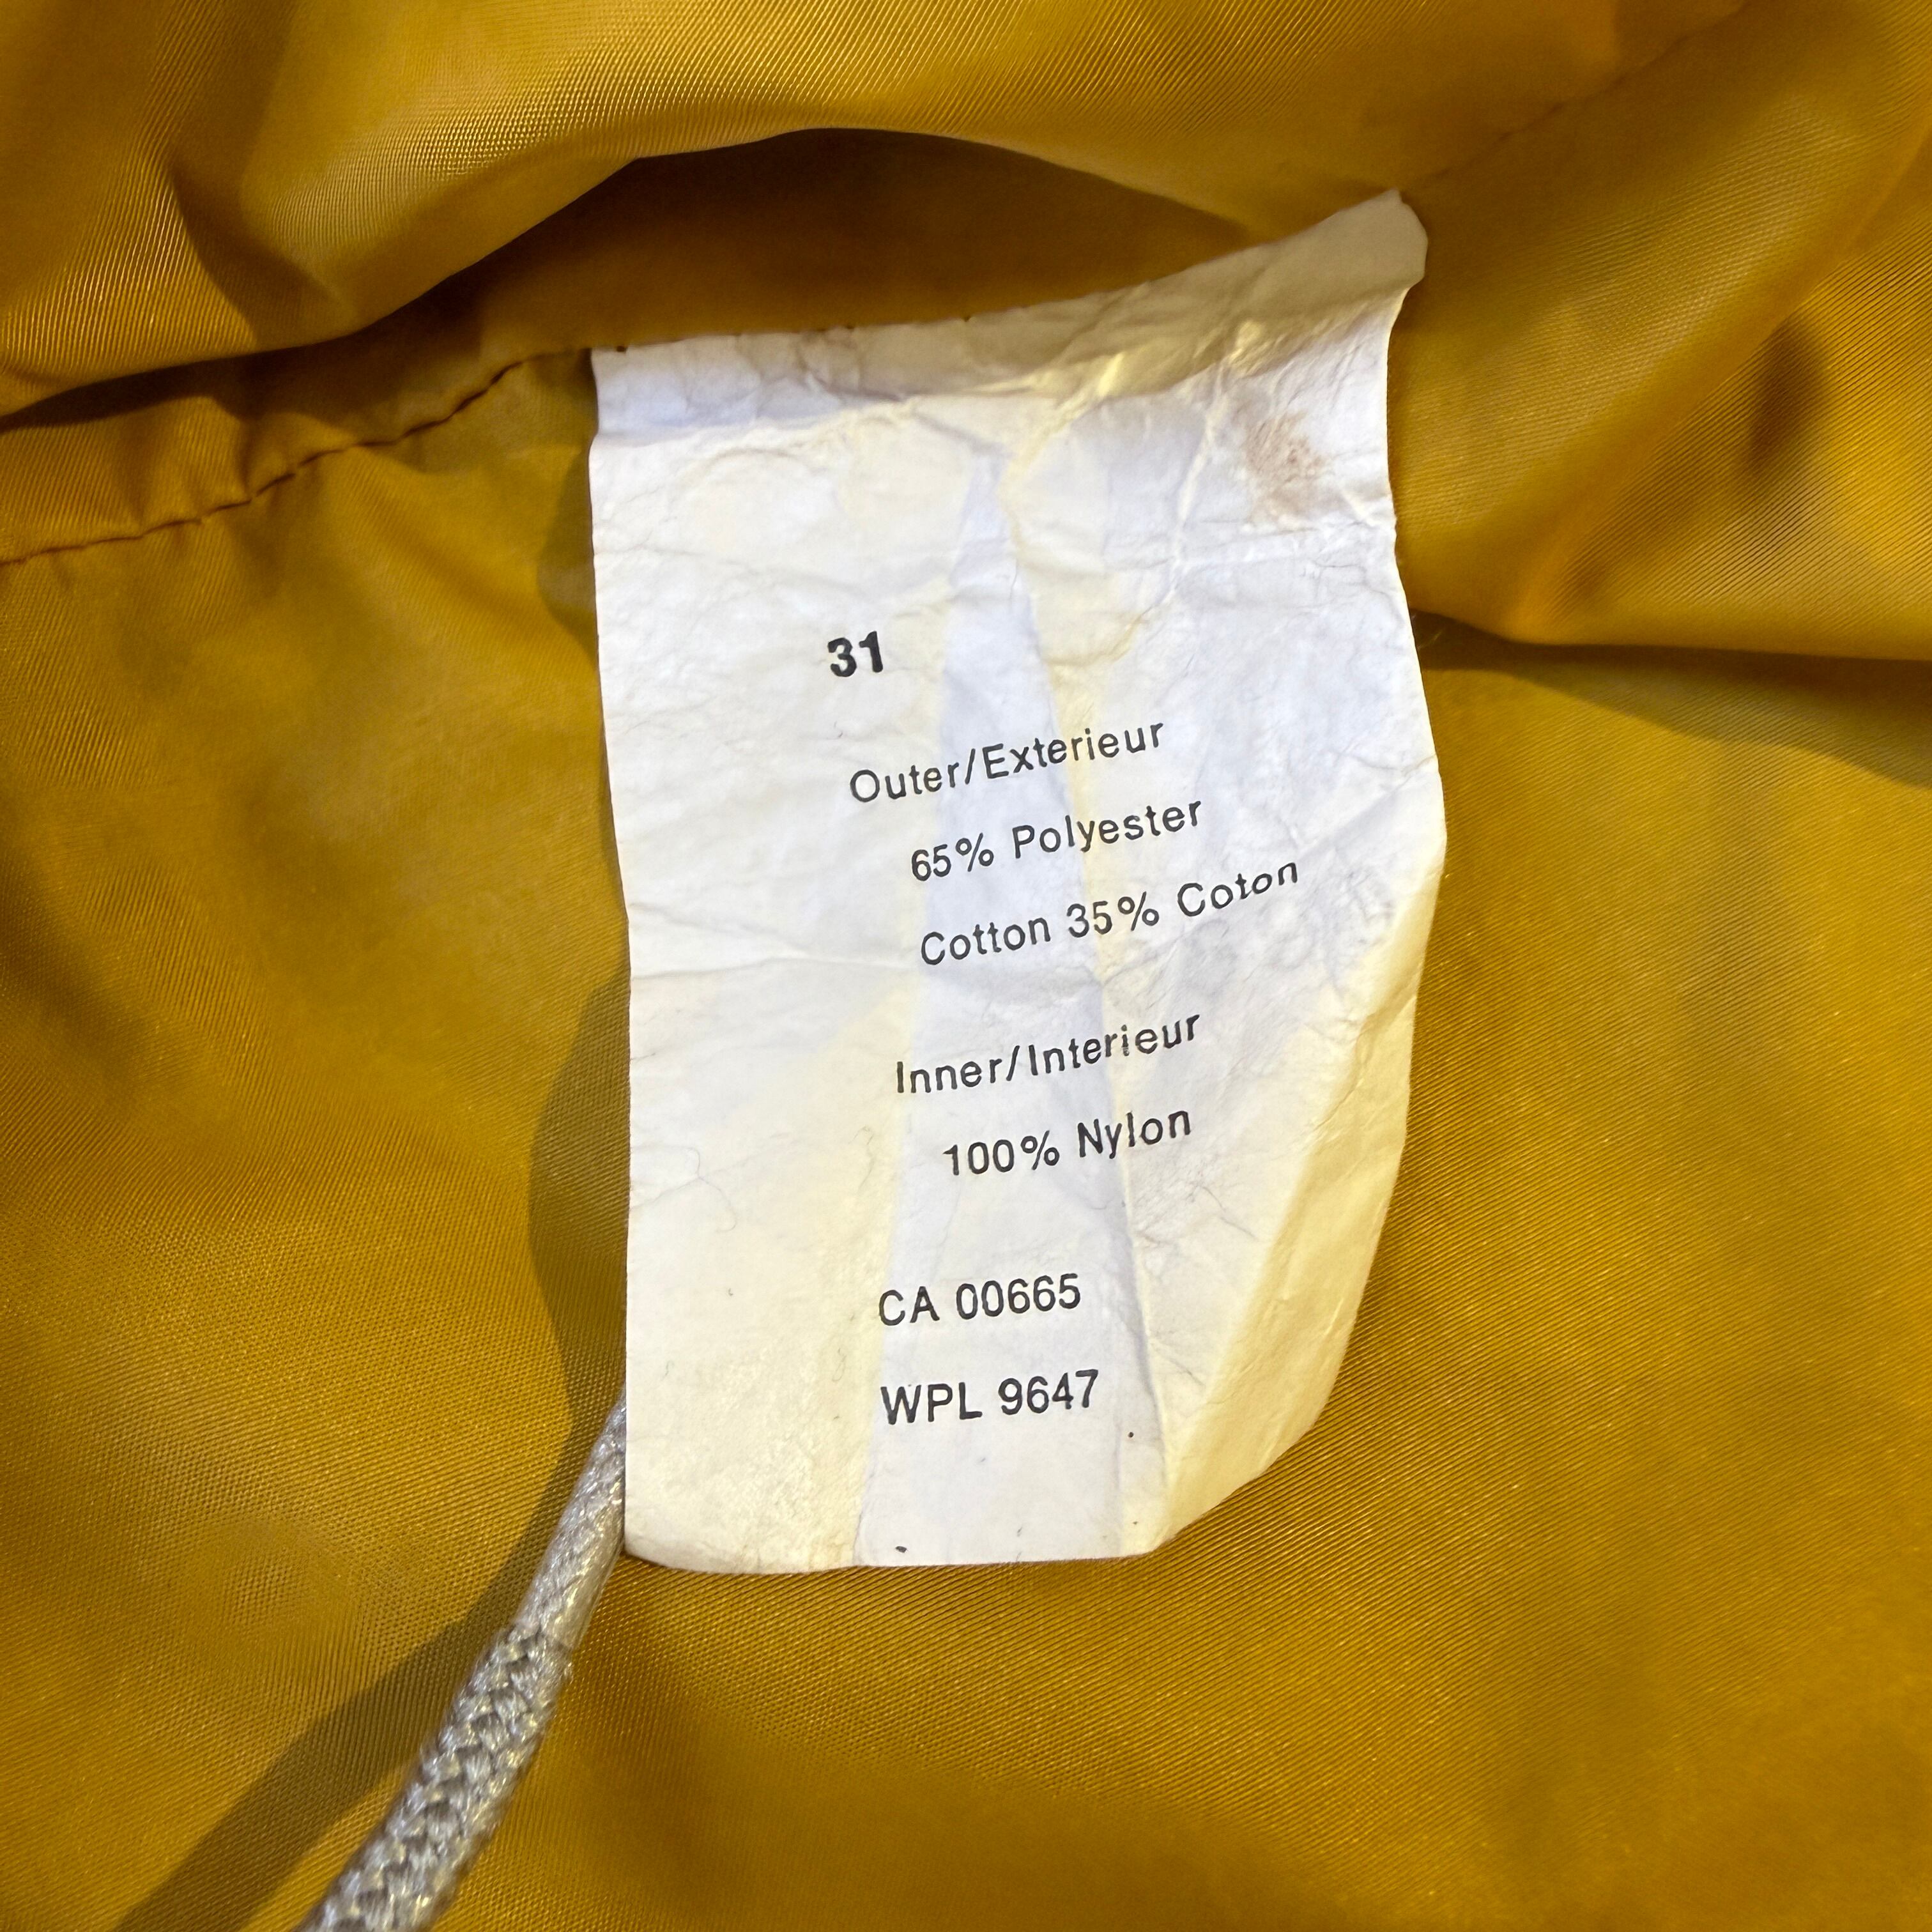 31
Outer/Exterieur
65% Polyester
Cotton 35% Coton
Inner/Interieur
100% Nylon
CA 00665
WPL 9647